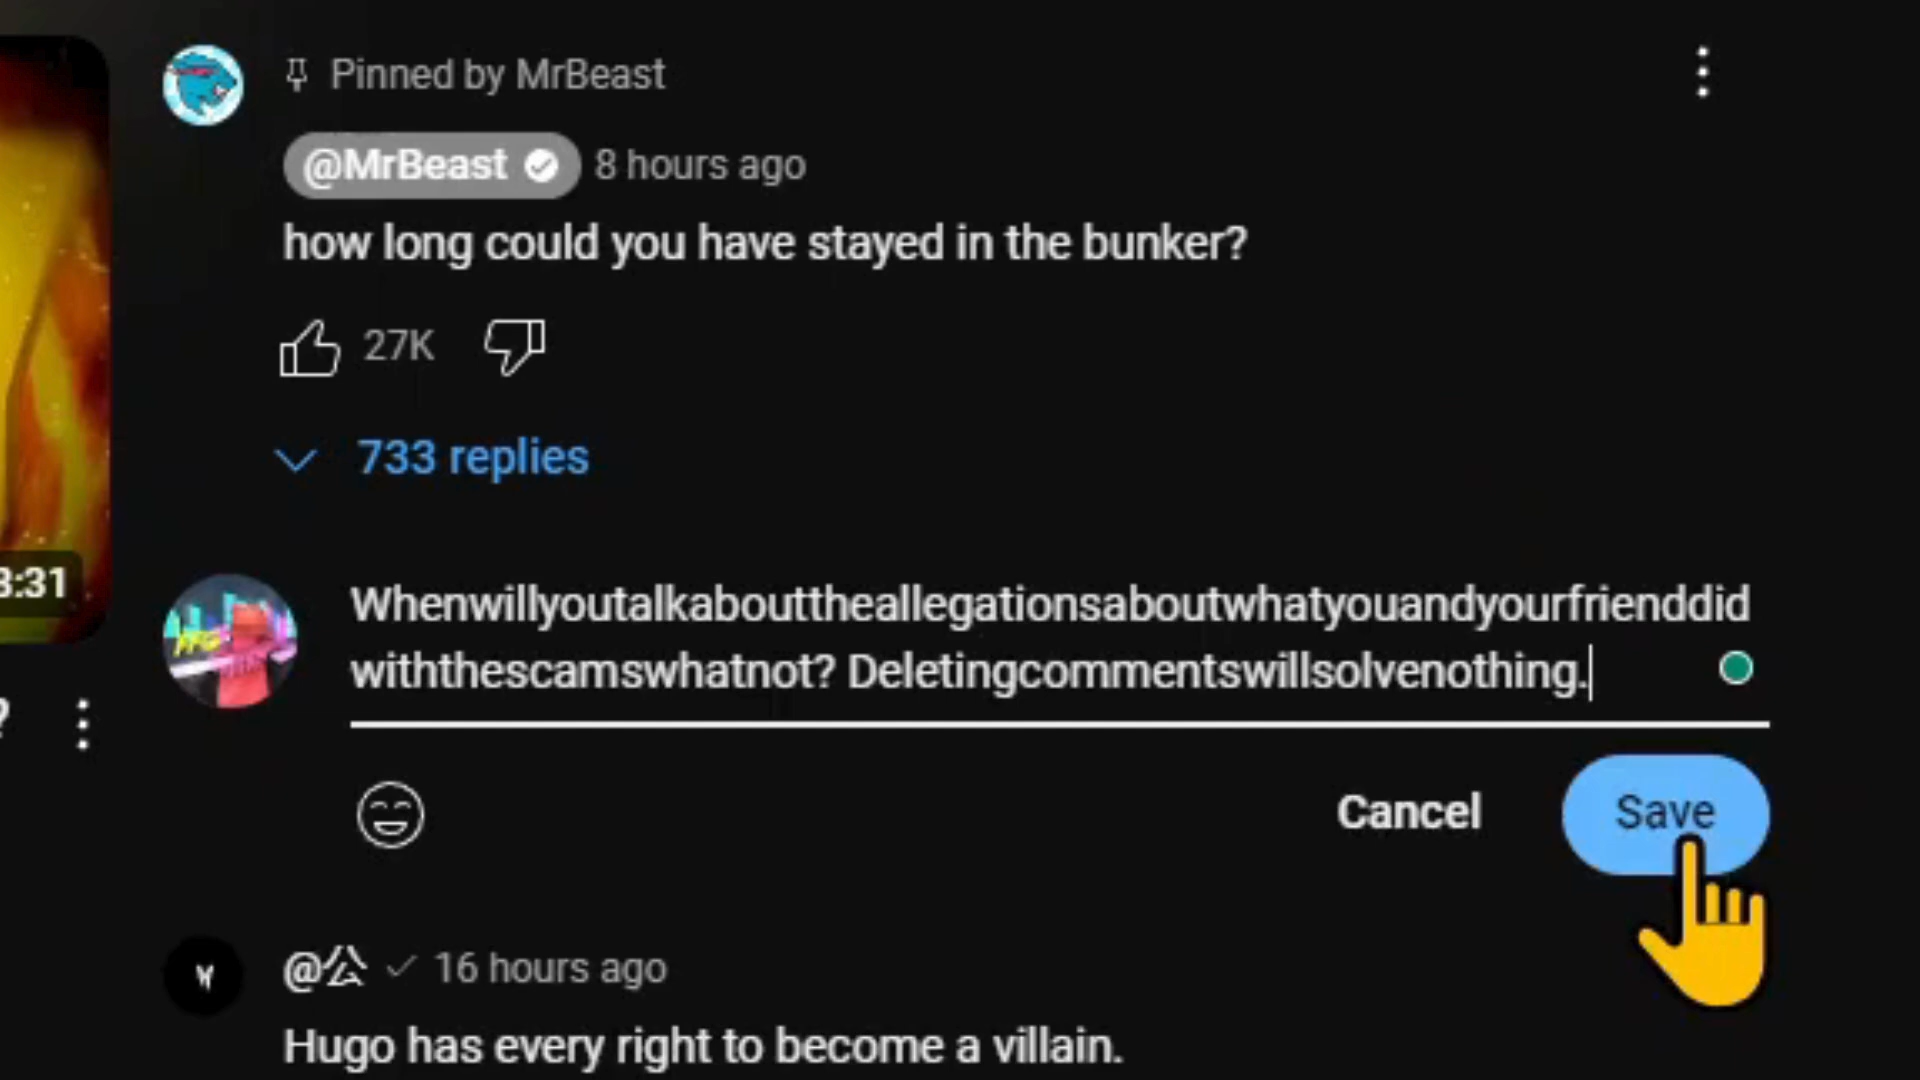 Pinned by MrBeast
@MrBeast 8 hours ago
how long could you have stayed in the bunker?
27K
733 replies
3:31
Whenwillyoutalkabouttheallegationsaboutwhatyouandyourfrienddid
withthescamswhatnot? Deletingcommentswillsolvenothing.
?
Cancel
Save
@公 16 hours ago
Hugo has every right to become a villain.